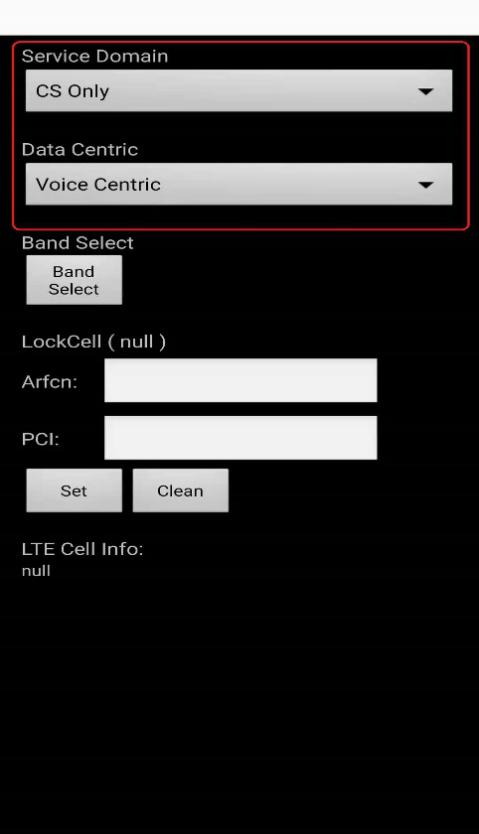 Service Domain
CS Only
Data Centric
Voice Centric
Band Select
Band
Select
LockCell ( null )
Arfcn:
PCI:
Set Clean
LTE Cell Info:
null